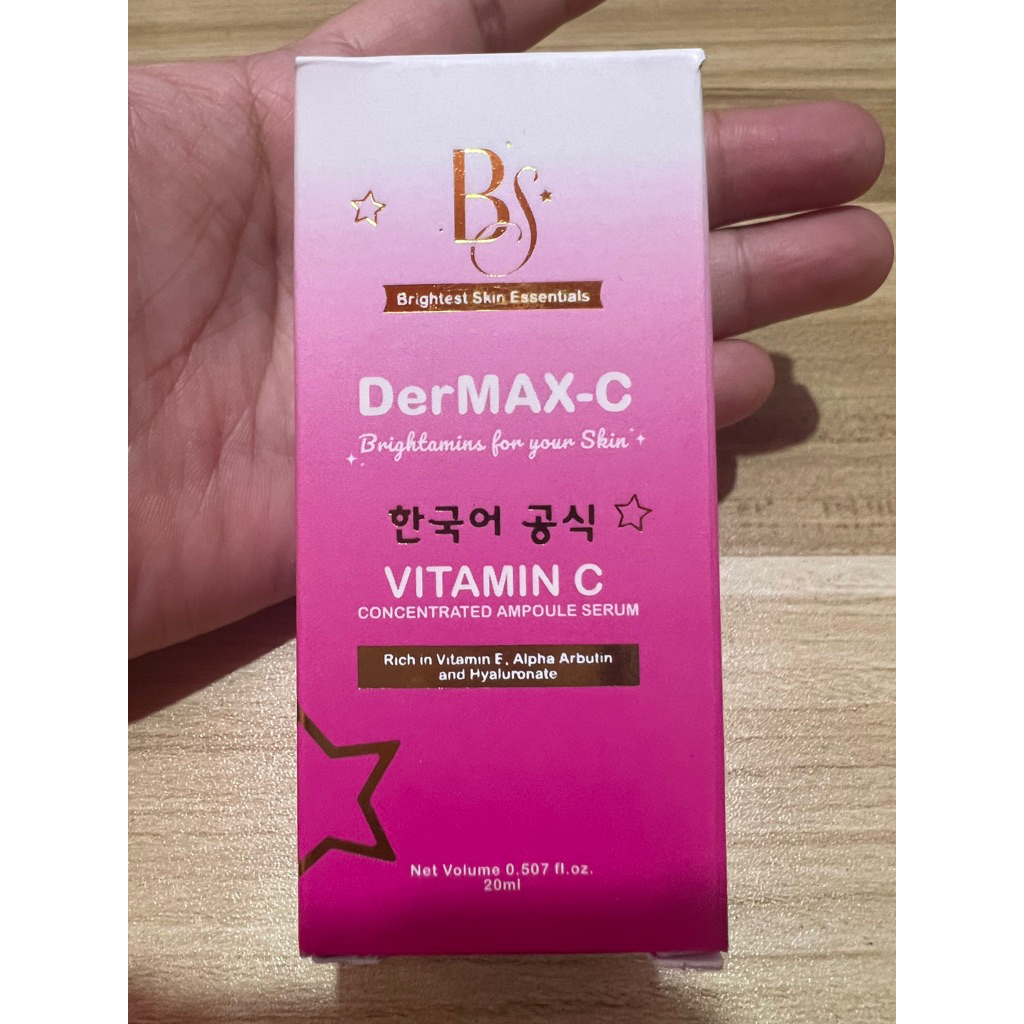 BS
Brightest Skin Essentials
DerMAX-C
Brightamins for your Skin
한국어 공식
VITAMIN C
CONCENTRATED AMPOULE SERUM
Rich in Vitamin E, Alpha Arbutin
and Hyaluronate
Net Volume 0.507 fl.oz.
20ml